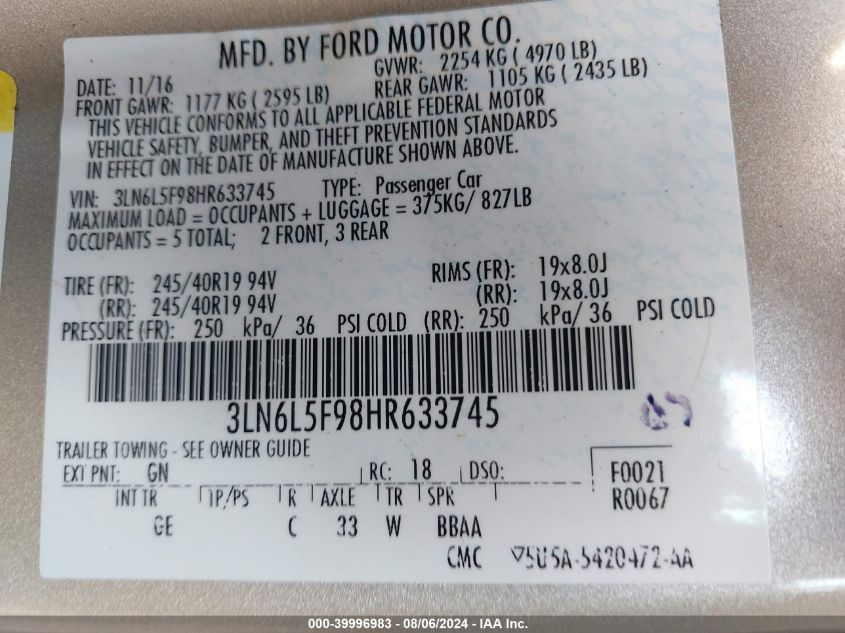 MFD. BY FORD MOTOR CO.
DATE: 11/16 GVWR: 2254 KG ( 4970 LB)
FRONT GAWR: 1177 KG ( 2595 LB) REAR GAWR: 1105 KG ( 2435 LB)
THIS VEHICLE CONFORMS TO ALL APPLICABLE FEDERAL MOTOR
VEHICLE SAFETY, BUMPER, AND THEFT PREVENTION STANDARDS
IN EFFECT ON THE DATE OF MANUFACTURE SHOWN ABOVE.
VIN: 3LN6L5F98HR633745 TYPE: Passenger Car
MAXIMUM LOAD = OCCUPANTS + LUGGAGE = 375KG/ 827LB
OCCUPANTS = 5 TOTAL; 2 FRONT, 3 REAR
TIRE (FR): 245/40R19 94V RIMS (FR): 19x8.0J
(RR): 245/40R19 94V (RR): 19x8.0J
PRESSURE (FR): 250 kPa/ 36 PSI COLD (RR): 250 kPa/ 36 PSI COLD
3LN6L5F98HR633745
TRAILER TOWING - SEE OWNER GUIDE
EXT PNT: GN RC: 18 DSO: F0021
INT TR TP/PS R AXLE TR SPR R0067
GE C 33 W BBAA
CMC 5U5A-5420472-AA
000-39996983 - 08/06/2024 - IAA Inc.